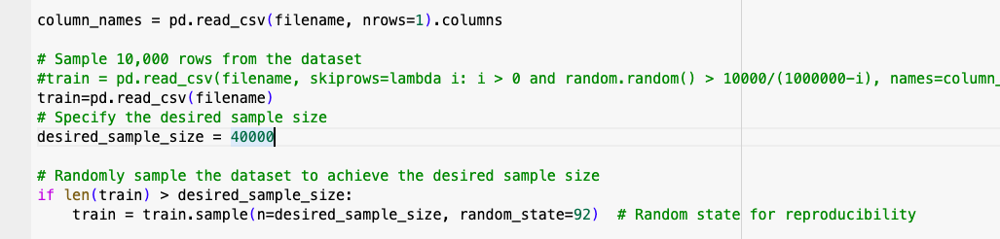 column_names = pd.read_csv(filename, nrows=1).columns
# Sample 10,000 rows from the dataset
#train = pd.read_csv(filename, skiprows=lambda i: i > 0 and random.random() > 10000/(1000000-i), names=column_
train=pd.read_csv(filename)
# Specify the desired sample size
desired_sample_size = 40000
# Randomly sample the dataset to achieve the desired sample size
if len(train) > desired_sample_size:
    train = train.sample(n=desired_sample_size, random_state=92)  # Random state for reproducibility